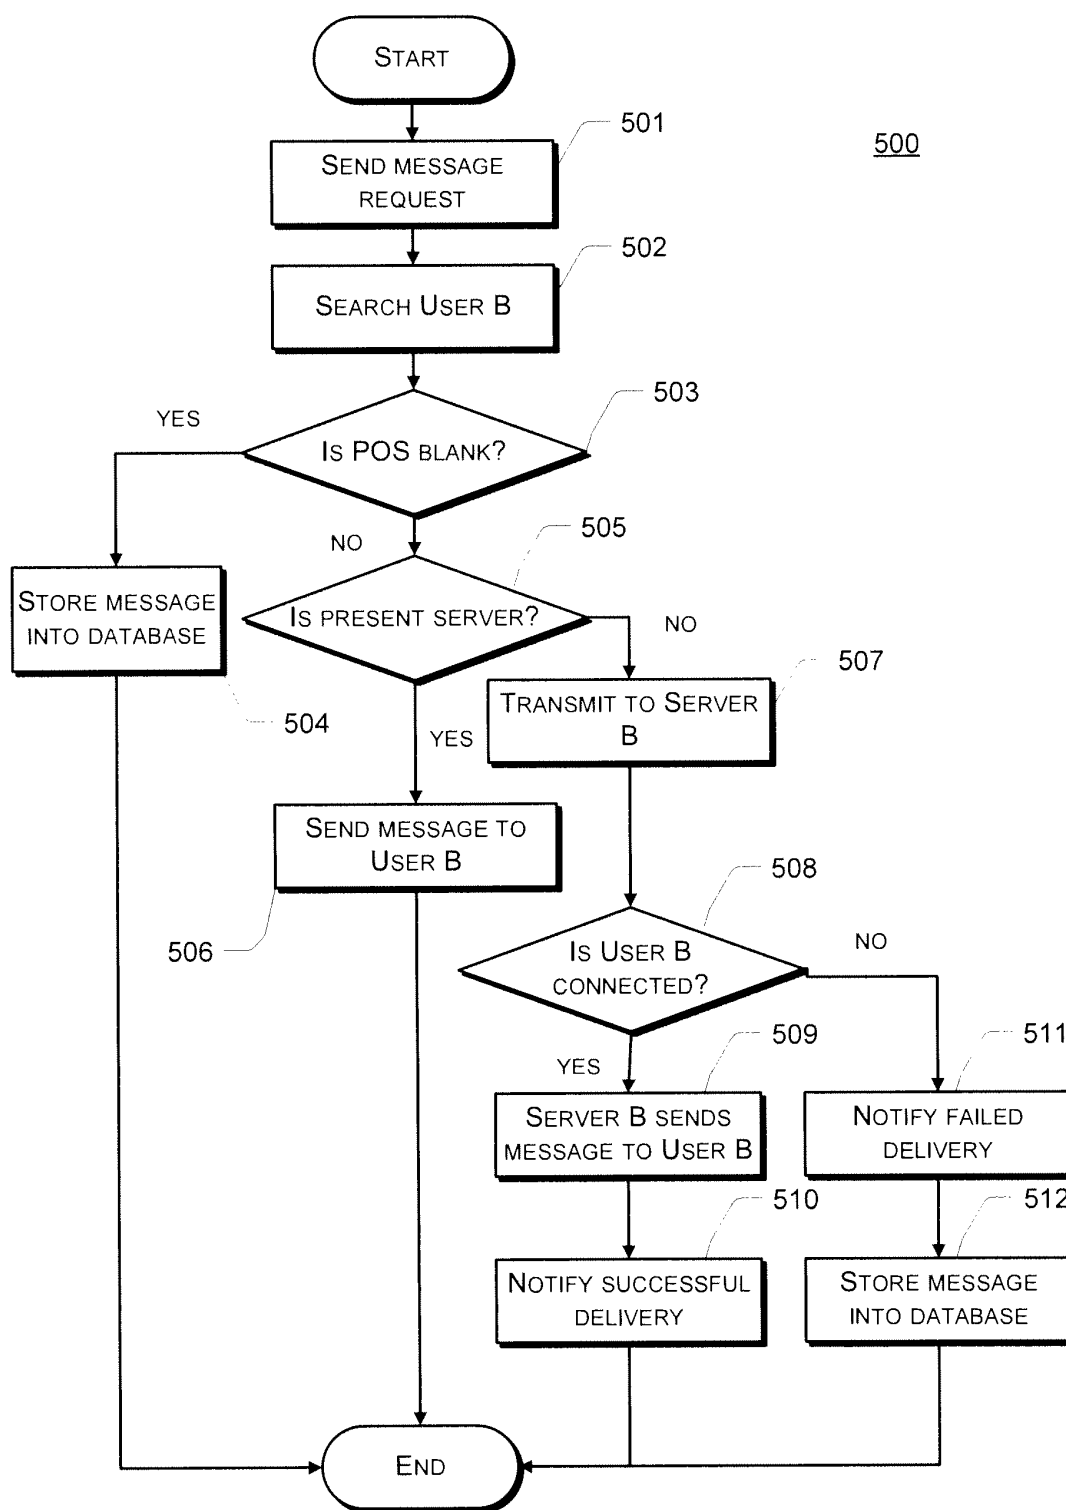 START
501
500
SEND MESSAGE
REQUEST
502
SEARCH USER B
503
YES
IS POS BLANK?
505
NO
STORE MESSAGE
INTO DATABASE
IS PRESENT SERVER?
NO
507
504
TRANSMIT TO SERVER
B
YES
SEND MESSAGE TO
USER B
508
506
IS USER B
CONNECTED?
NO
509
511
YES
SERVER B SENDS
MESSAGE TO USER B
NOTIFY FAILED
DELIVERY
510
512
NOTIFY SUCCESSFUL
DELIVERY
STORE MESSAGE
INTO DATABASE
END